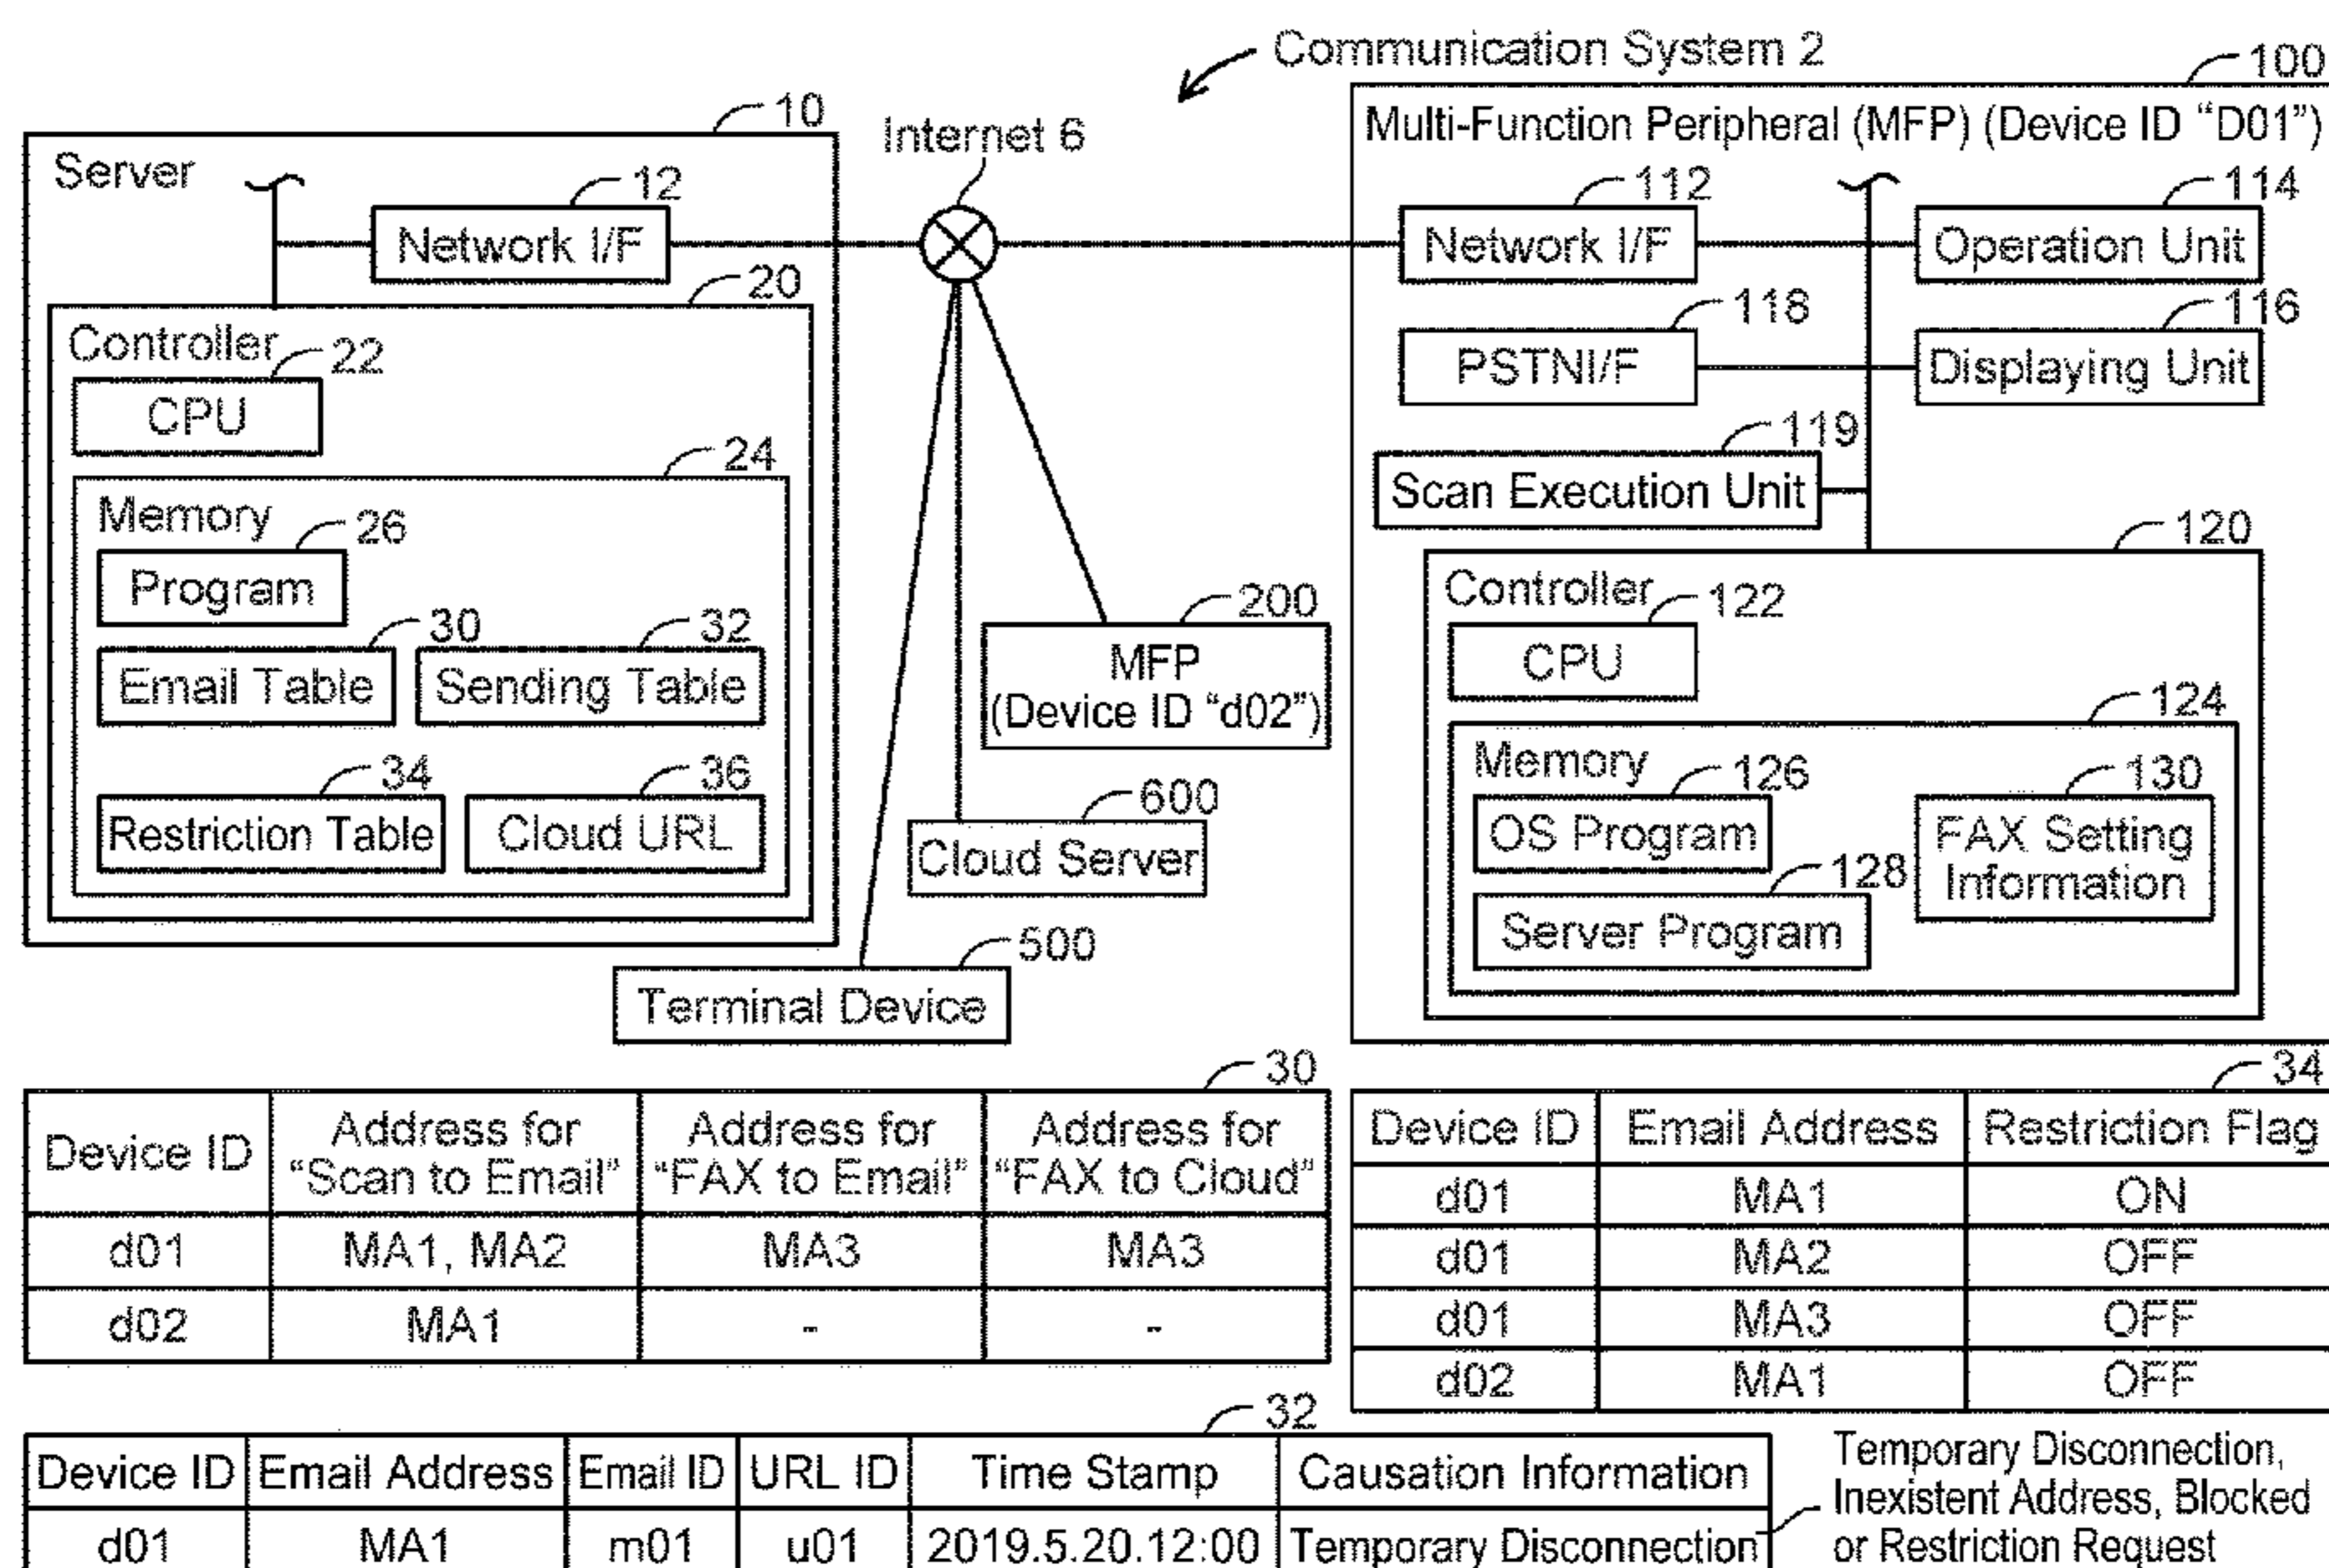 Communication System 2
10
Server
12
Network I/F
20
Controller
22
CPU
24
Memory
26
Program
30
Email Table
32
Sending Table
34
Restriction Table
36
Cloud URL
Internet 6
200
MFP
(Device ID “d02”)
600
Cloud Server
500
Terminal Device
100
Multi-Function Peripheral (MFP) (Device ID “D01”)
112
Network I/F
114
Operation Unit
118
PSTNI/F
116
Displaying Unit
119
Scan Execution Unit
120
Controller
122
CPU
124
Memory
126
OS Program
128
Server Program
130
FAX Setting
Information
30
Device ID Address for “Scan to Email” Address for “FAX to Email” Address for “FAX to Cloud”
d01 MA1, MA2 MA3 MA3
d02 MA1 - -
34
Device ID Email Address Restriction Flag
d01 MA1 ON
d01 MA2 OFF
d01 MA3 OFF
d02 MA1 OFF
32
Device ID Email Address Email ID URL ID Time Stamp Causation Information
d01 MA1 m01 u01 2019.5.20.12:00 Temporary Disconnection
Temporary Disconnection,
Inexistent Address, Blocked
or Restriction Request